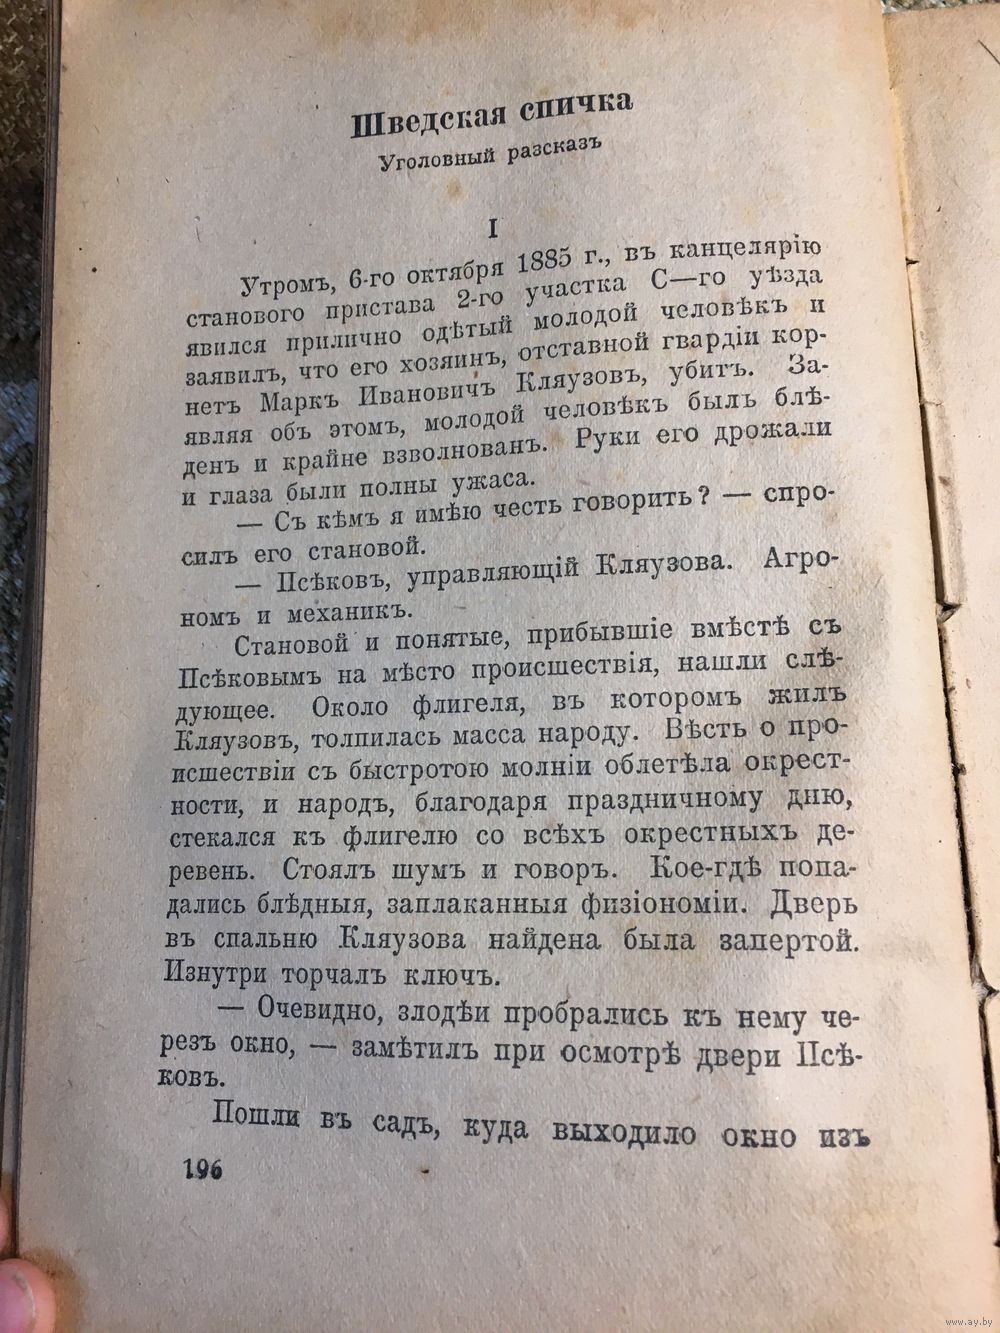 Шведская спичка
Уголовный разсказъ
I
Утромъ, 6-го октября 1885 г., въ канцелярію
станового пристава 2-го участка С—го уѣзда
явился прилично одѣтый молодой человѣкъ и
заявилъ, что его хозяинъ, отставной гвардіи кор-
нетъ Маркъ Ивановичъ Кляузовъ, убитъ. За-
являя объ этомъ, молодой человѣкъ былъ блѣ-
денъ и крайне взволнованъ. Руки его дрожали
и глаза были полны ужаса.
— Съ кѣмъ я имѣю честь говорить? — спро-
силъ его становой.
— Псѣковъ, управляющій Кляузова. Агро-
номъ и механикъ.
Становой и понятые, прибывшіе вмѣстѣ съ
Псѣковымъ на мѣсто происшествія, нашли слѣ-
дующее. Около флигеля, въ которомъ жилъ
Кляузовъ, толпилась масса народу. Вѣсть о про-
исшествіи съ быстротою молніи облетѣла окрест-
ности, и народъ, благодаря праздничному дню,
стекался къ флигелю со всѣхъ окрестныхъ де-
ревень. Стоялъ шумъ и говоръ. Кое-гдѣ попа-
дались блѣдныя, заплаканныя физіономіи. Дверь
въ спальню Кляузова найдена была запертой.
Изнутри торчалъ ключъ.
— Очевидно, злодѣи пробрались къ нему че-
резъ окно, — замѣтилъ при осмотрѣ двери Псѣ-
ковъ.
Пошли въ садъ, куда выходило окно изъ
196
www.ay.by